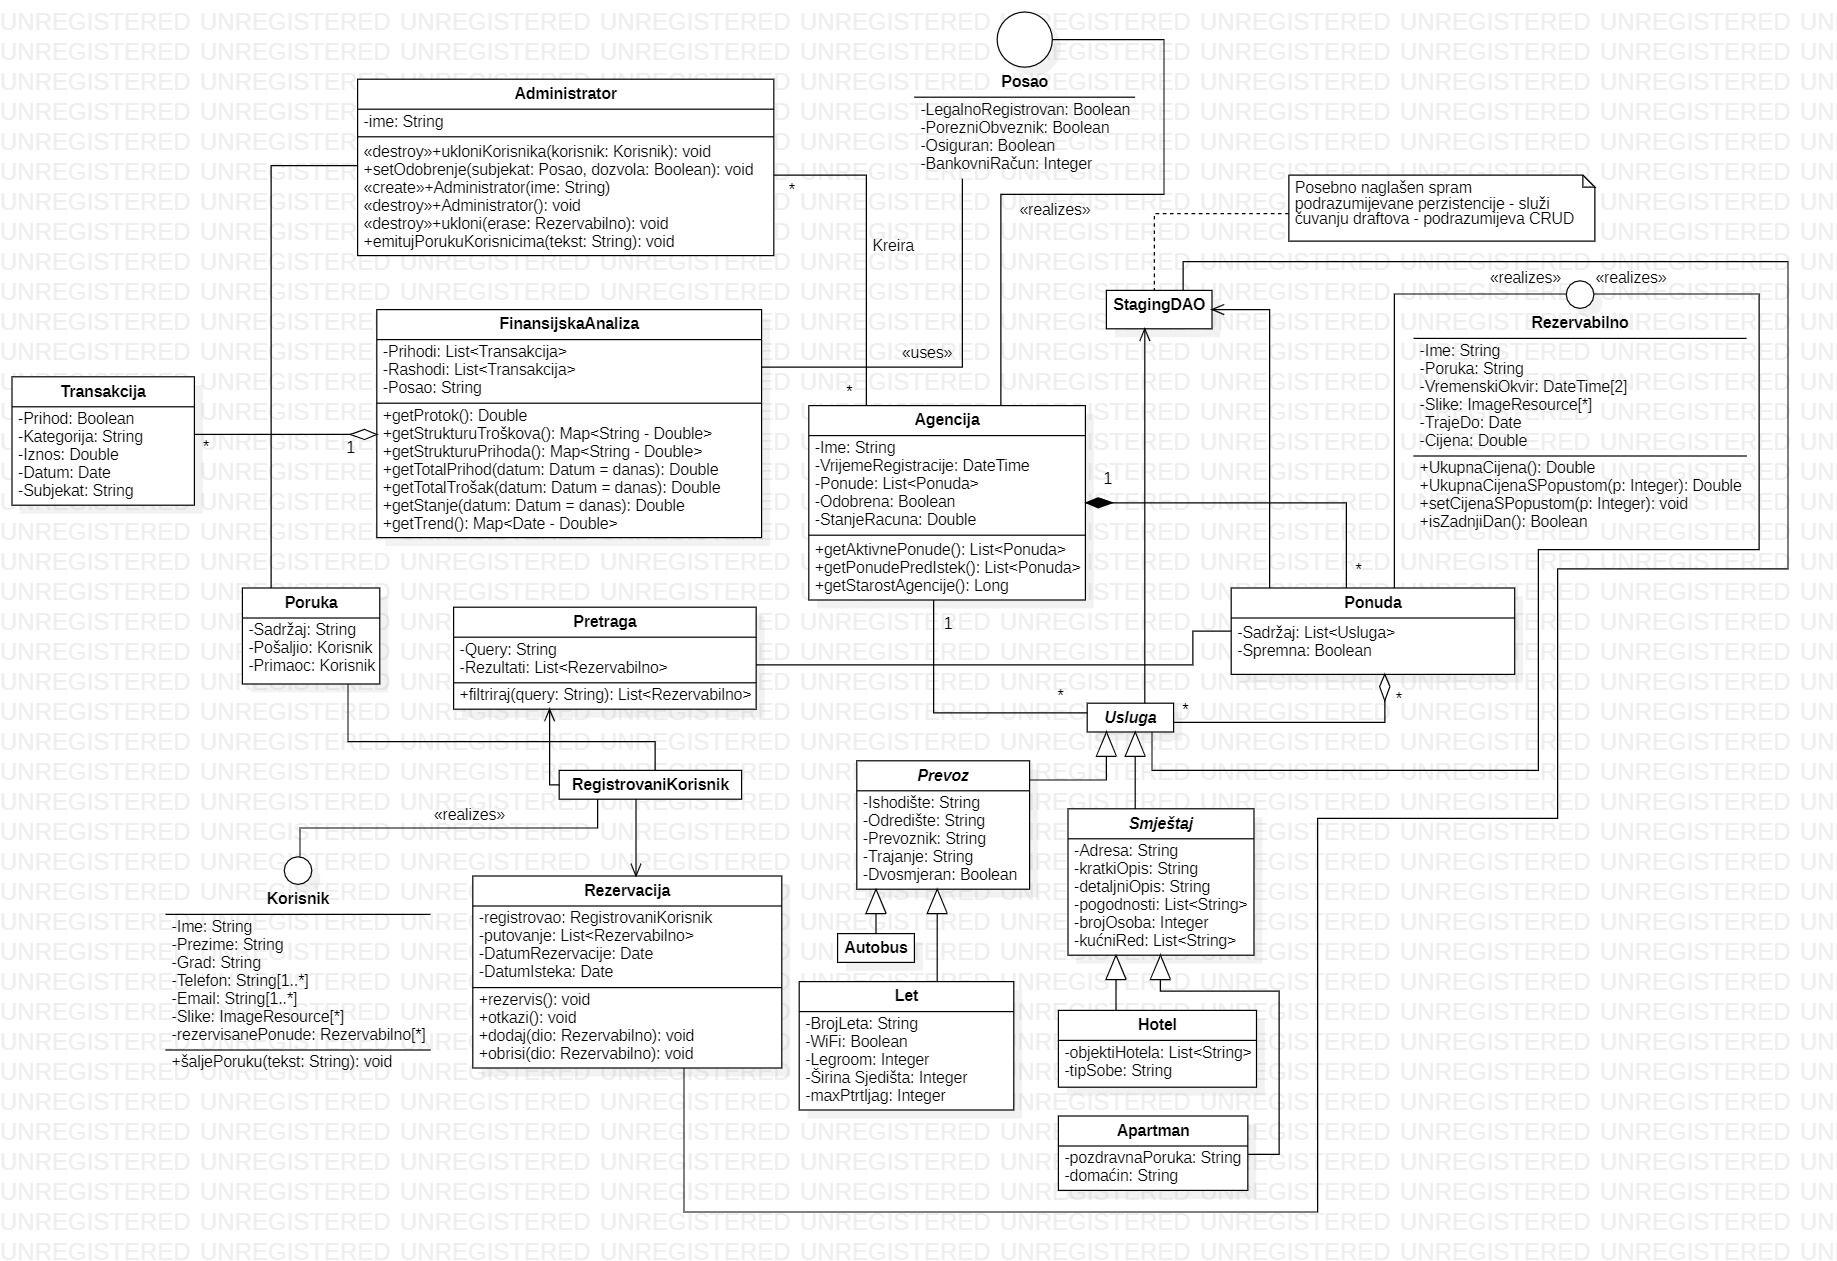 Administrator
-ime: String
«destroy»+ukloniKorisnika(korisnik: Korisnik): void
+setOdobrenje(subjekat: Posao, dozvola: Boolean): void
«create»+Administrator(ime: String)
«destroy»+Administrator(): void
«destroy»+ukloni(erase: Rezervabilno): void
+emitujPorukuKorisnicima(tekst: String): void
*
Kreira
*
Posao
-LegalnoRegistrovan: Boolean
-PorezniObveznik: Boolean
-Osiguran: Boolean
-BankovniRačun: Integer
«realizes»
«uses»
Posebno naglašen spram
podrazumijevane perzistencije - služi
čuvanju draftova - podrazumijeva CRUD
StagingDAO
«realizes»
«realizes»
Rezervabilno
-Ime: String
-Poruka: String
-VremenskiOkvir: DateTime[2]
-Slike: ImageResource[*]
-TrajeDo: Date
-Cijena: Double
+UkupnaCijena(): Double
+UkupnaCijenaSPopustom(p: Integer): Double
+setCijenaSPopustom(p: Integer): void
+isZadnjiDan(): Boolean
FinansijskaAnaliza
-Prihodi: List<Transakcija>
-Rashodi: List<Transakcija>
-Posao: String
+getProtok(): Double
+getStrukturuTroškova(): Map<String - Double>
+getStrukturuPrihoda(): Map<String - Double>
+getTotalPrihod(datum: Datum = danas): Double
+getTotalTrošak(datum: Datum = danas): Double
+getStanje(datum: Datum = danas): Double
+getTrend(): Map<Date - Double>
Transakcija
-Prihod: Boolean
-Kategorija: String
-Iznos: Double
-Datum: Date
-Subjekat: String
*
1
Agencija
-Ime: String
-VrijemeRegistracije: DateTime
-Ponude: List<Ponuda>
-Odobrena: Boolean
-StanjeRacuna: Double
+getAktivnePonude(): List<Ponuda>
+getPonudePredIstek(): List<Ponuda>
+getStarostAgencije(): Long
1
*
1
*
Poruka
-Sadržaj: String
-Pošaljio: Korisnik
-Primaoc: Korisnik
Pretraga
-Query: String
-Rezultati: List<Rezervabilno>
+filtriraj(query: String): List<Rezervabilno>
Ponuda
-Sadržaj: List<Usluga>
-Spremna: Boolean
*
*
Usluga
RegistrovaniKorisnik
«realizes»
Korisnik
-Ime: String
-Prezime: String
-Grad: String
-Telefon: String[1..*]
-Email: String[1..*]
-Slike: ImageResource[*]
-rezervisanePonude: Rezervabilno[*]
+šaljePoruku(tekst: String): void
Rezervacija
-registrovao: RegistrovaniKorisnik
-putovanje: List<Rezervabilno>
-DatumRezervacije: Date
-DatumIsteka: Date
+rezervis(): void
+otkazi(): void
+dodaj(dio: Rezervabilno): void
+obrisi(dio: Rezervabilno): void
Prevoz
-Ishodište: String
-Odredište: String
-Prevoznik: String
-Trajanje: String
-Dvosmjeran: Boolean
Autobus
Let
-BrojLeta: String
-WiFi: Boolean
-Legroom: Integer
-Širina Sjedišta: Integer
-maxPtrtljag: Integer
Smještaj
-Adresa: String
-kratkiOpis: String
-detaljniOpis: String
-pogodnosti: List<String>
-brojOsoba: Integer
-kućniRed: List<String>
Hotel
-objektiHotela: List<String>
-tipSobe: String
Apartman
-pozdravnaPoruka: String
-domaćin: String